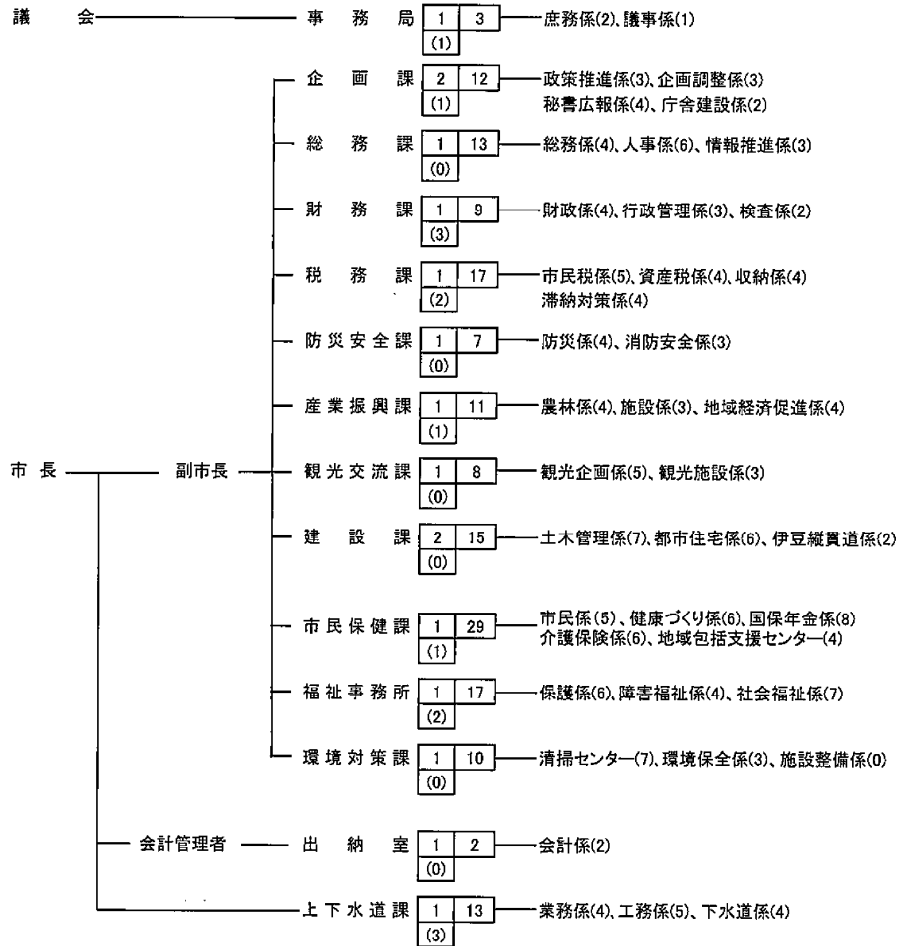 議会 事務局 1 3 庶務係(2)、議事係(1)
(1)
企画課 2 12 政策推進係(3)、企画調整係(3)
(1) 秘書広報係(4)、庁舎建設係(2)
総務課 1 13 総務係(4)、人事係(6)、情報推進係(3)
(0)
財務課 1 9 財政係(4)、行政管理係(3)、検査係(2)
(3)
税務課 1 17 市民税係(5)、資産税係(4)、収納係(4)
(2) 滞納対策係(4)
防災安全課 1 7 防災係(4)、消防安全係(3)
(0)
産業振興課 1 11 農林係(4)、施設係(3)、地域経済促進係(4)
(1)
市長 副市長 観光交流課 1 8 観光企画係(5)、観光施設係(3)
(0)
建設課 2 15 土木管理係(7)、都市住宅係(6)、伊豆縦貫道係(2)
(0)
市民保健課 1 29 市民係(5)、健康づくり係(6)、国保年金係(8)
(1) 介護保険係(6)、地域包括支援センター(4)
福祉事務所 1 17 保護係(6)、障害福祉係(4)、社会福祉係(7)
(2)
環境対策課 1 10 清掃センター(7)、環境保全係(3)、施設整備係(0)
(0)
会計管理者 出納室 1 2 会計係(2)
(0)
上下水道課 1 13 業務係(4)、工務係(5)、下水道係(4)
(3)